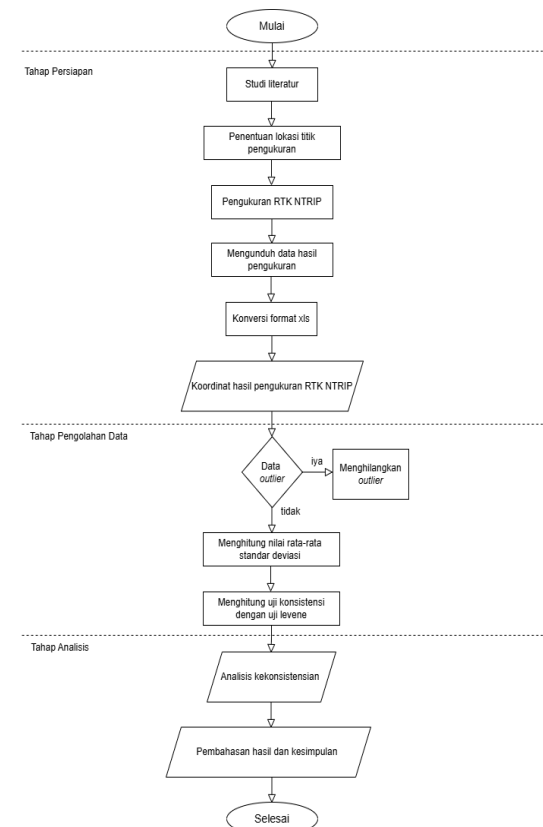 Mulai
Tahap Persiapan
Studi literatur
Penentuan lokasi titik
pengukuran
Pengukuran RTK NTRIP
Mengunduh data hasil
pengukuran
Konversi format xls
Koordinat hasil pengukuran RTK NTRIP
Tahap Pengolahan Data
Data
outlier
iya
Menghilangkan
outlier
tidak
Menghitung nilai rata-rata
standar deviasi
Menghitung uji konsistensi
dengan uji levene
Tahap Analisis
Analisis kekonsistensian
Pembahasan hasil dan kesimpulan
Selesai